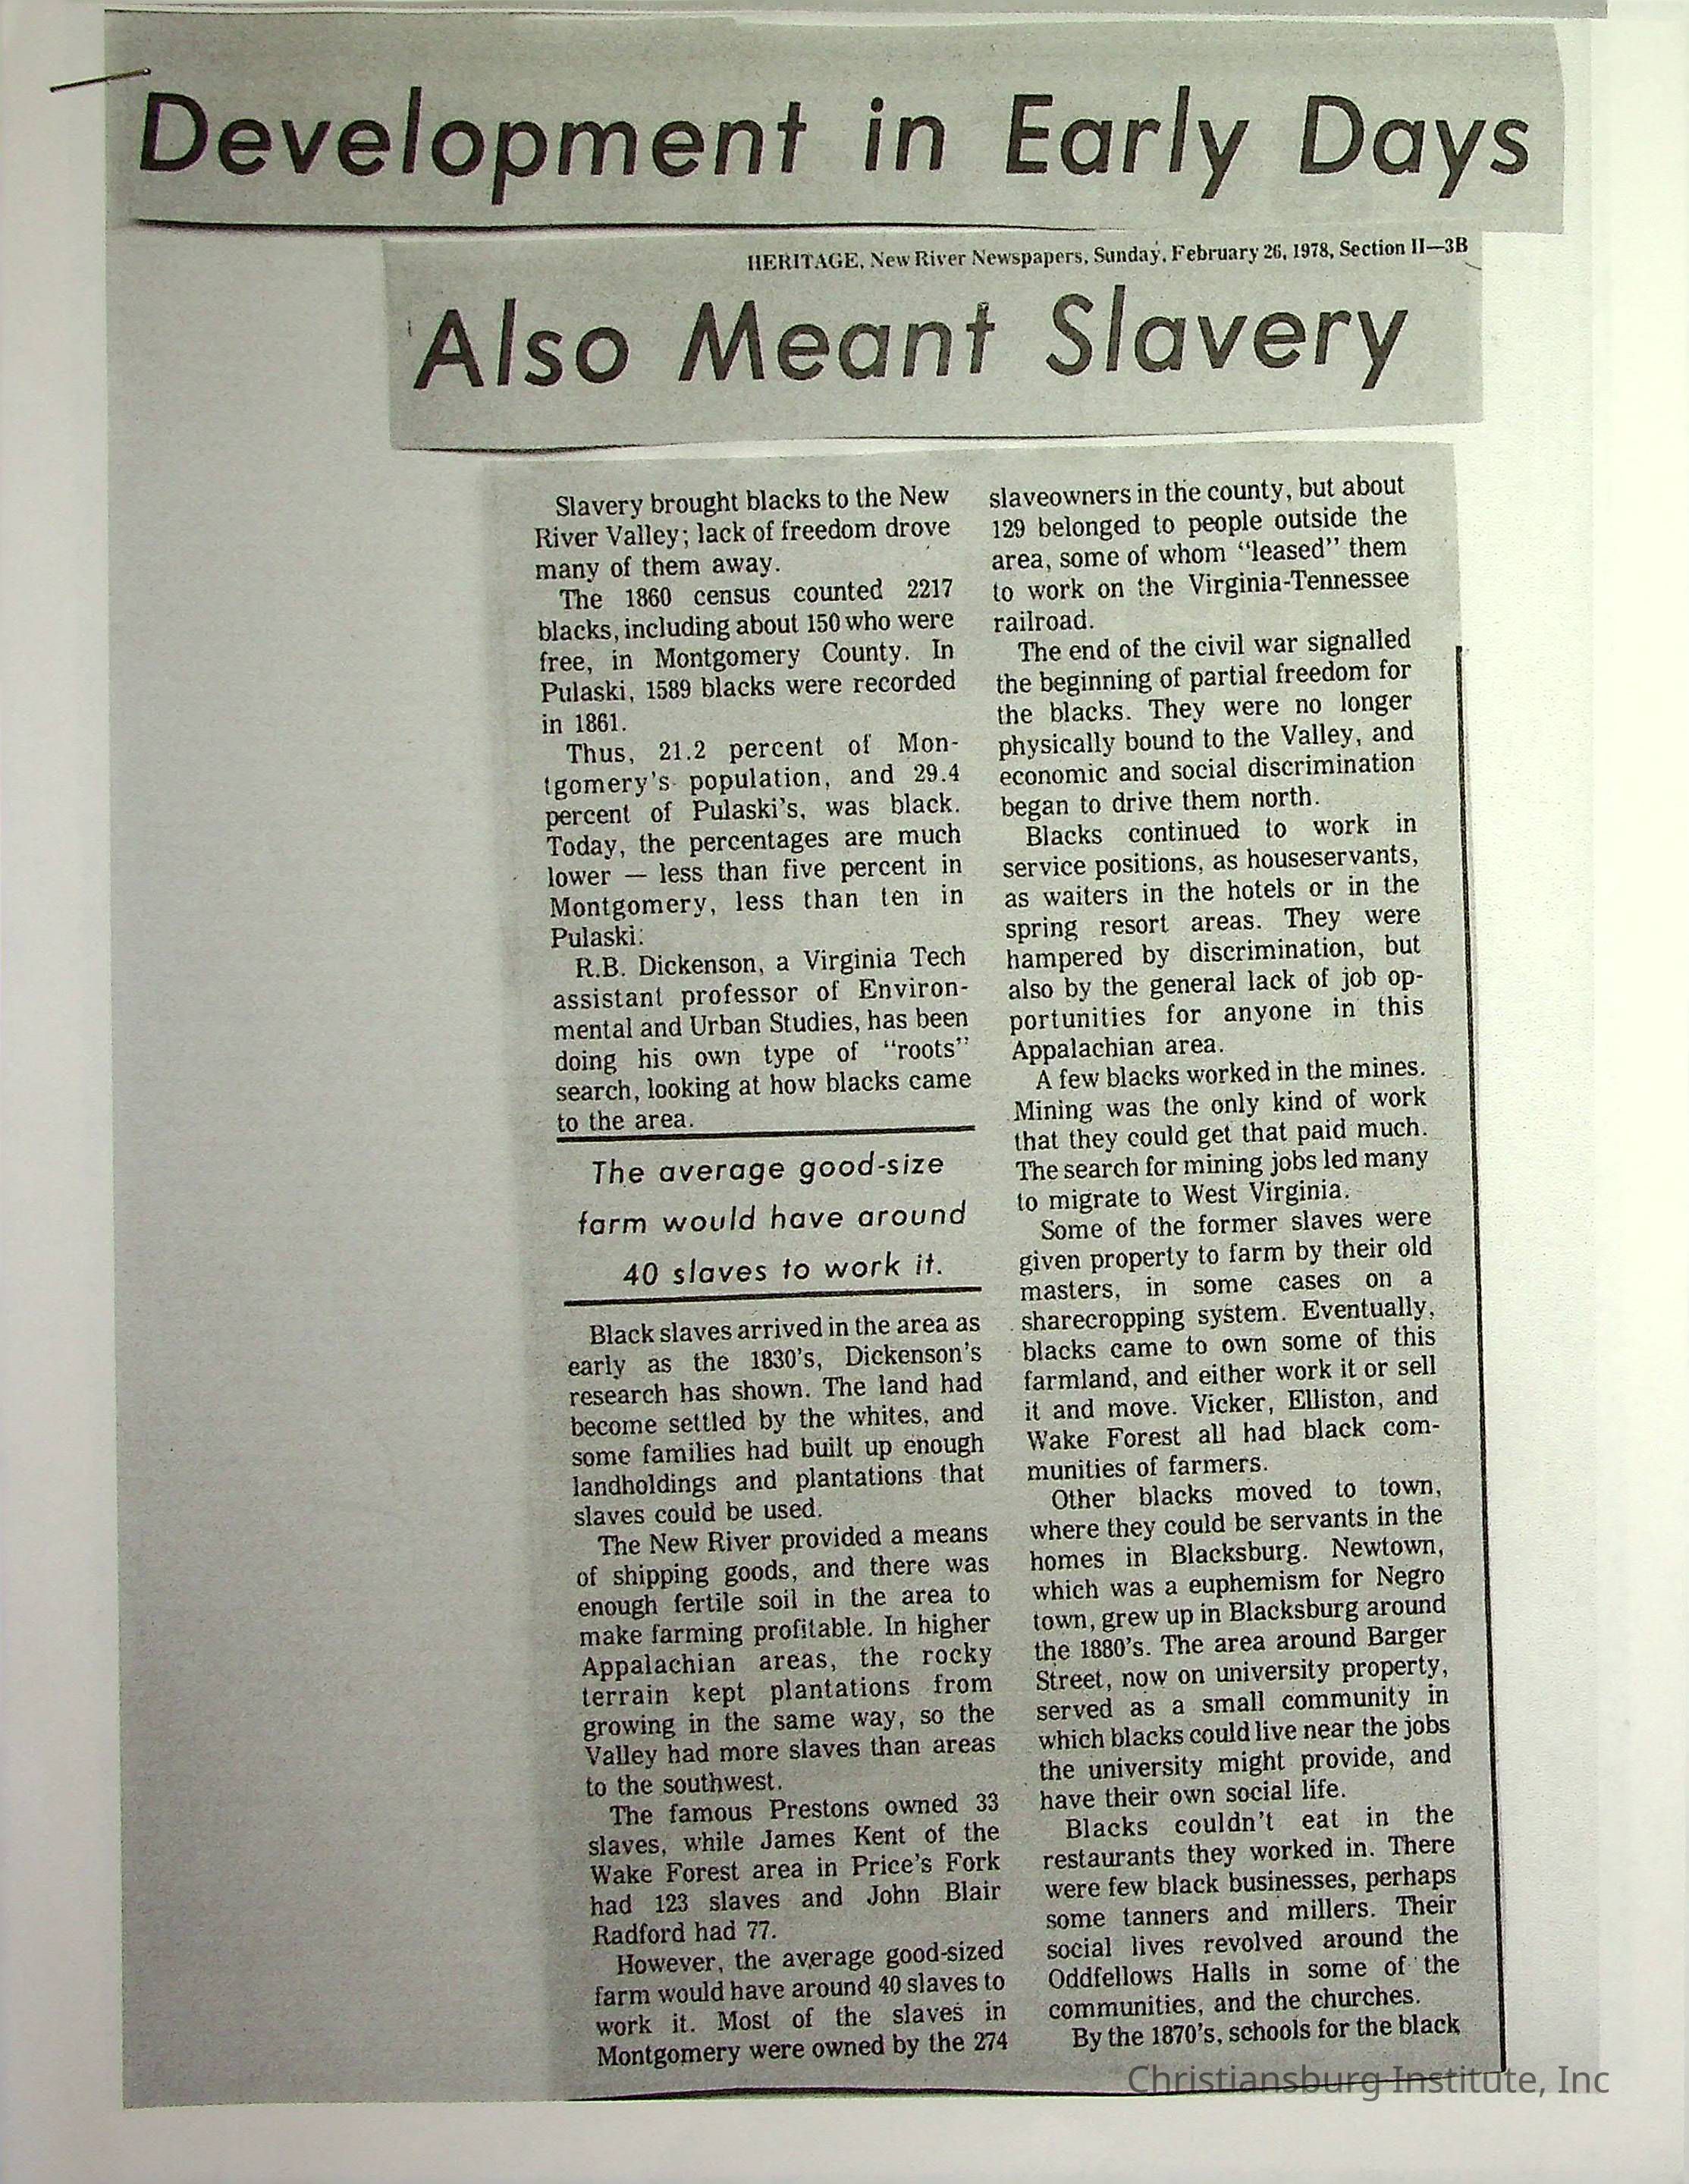 Development in Early Days
HERITAGE, New River Newspapers, Sunday, February 26, 1978, Section II—3B
Also Meant Slavery
Slavery brought blacks to the New
River Valley; lack of freedom drove
many of them away.
The 1860 census counted 2217
blacks, including about 150 who were
free, in Montgomery County. In
Pulaski, 1589 blacks were recorded
in 1861.
Thus, 21.2 percent of Mon-
tgomery's population, and 29.4
percent of Pulaski's, was black.
Today, the percentages are much
lower — less than five percent in
Montgomery, less than ten in
Pulaski.
R.B. Dickenson, a Virginia Tech
assistant professor of Environ-
mental and Urban Studies, has been
doing his own type of "roots"
search, looking at how blacks came
to the area.
The average good-size
farm would have around
40 slaves to work it.
Black slaves arrived in the area as
early as the 1830's, Dickenson's
research has shown. The land had
become settled by the whites, and
some families had built up enough
landholdings and plantations that
slaves could be used.
The New River provided a means
of shipping goods, and there was
enough fertile soil in the area to
make farming profitable. In higher
Appalachian areas, the rocky
terrain kept plantations from
growing in the same way, so the
Valley had more slaves than areas
to the southwest.
The famous Prestons owned 33
slaves, while James Kent of the
Wake Forest area in Price's Fork
had 123 slaves and John Blair
Radford had 77.
However, the average good-sized
farm would have around 40 slaves to
work it. Most of the slaves in
Montgomery were owned by the 274
slaveowners in the county, but about
129 belonged to people outside the
area, some of whom "leased" them
to work on the Virginia-Tennessee
railroad.
The end of the civil war signalled
the beginning of partial freedom for
the blacks. They were no longer
physically bound to the Valley, and
economic and social discrimination
began to drive them north.
Blacks continued to work in
service positions, as houseservants,
as waiters in the hotels or in the
spring resort areas. They were
hampered by discrimination, but
also by the general lack of job op-
portunities for anyone in this
Appalachian area.
A few blacks worked in the mines.
Mining was the only kind of work
that they could get that paid much.
The search for mining jobs led many
to migrate to West Virginia.
Some of the former slaves were
given property to farm by their old
masters, in some cases on a
sharecropping system. Eventually,
blacks came to own some of this
farmland, and either work it or sell
it and move. Vicker, Elliston, and
Wake Forest all had black com-
munities of farmers.
Other blacks moved to town,
where they could be servants in the
homes in Blacksburg. Newtown,
which was a euphemism for Negro
town, grew up in Blacksburg around
the 1880's. The area around Barger
Street, now on university property,
served as a small community in
which blacks could live near the jobs
the university might provide, and
have their own social life.
Blacks couldn't eat in the
restaurants they worked in. There
were few black businesses, perhaps
some tanners and millers. Their
social lives revolved around the
Oddfellows Halls in some of the
communities, and the churches.
By the 1870's, schools for the black
Christiansburg Institute, Inc